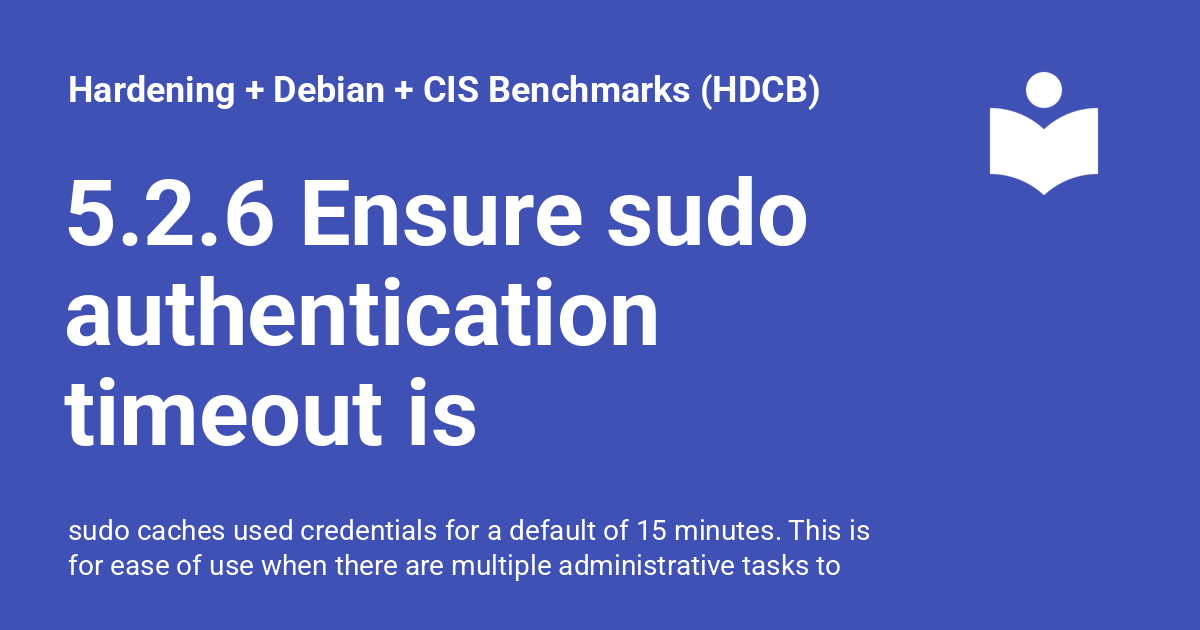 Hardening + Debian + CIS Benchmarks (HDCB)
5.2.6 Ensure sudo
authentication
timeout is
sudo caches used credentials for a default of 15 minutes. This is
for ease of use when there are multiple administrative tasks to